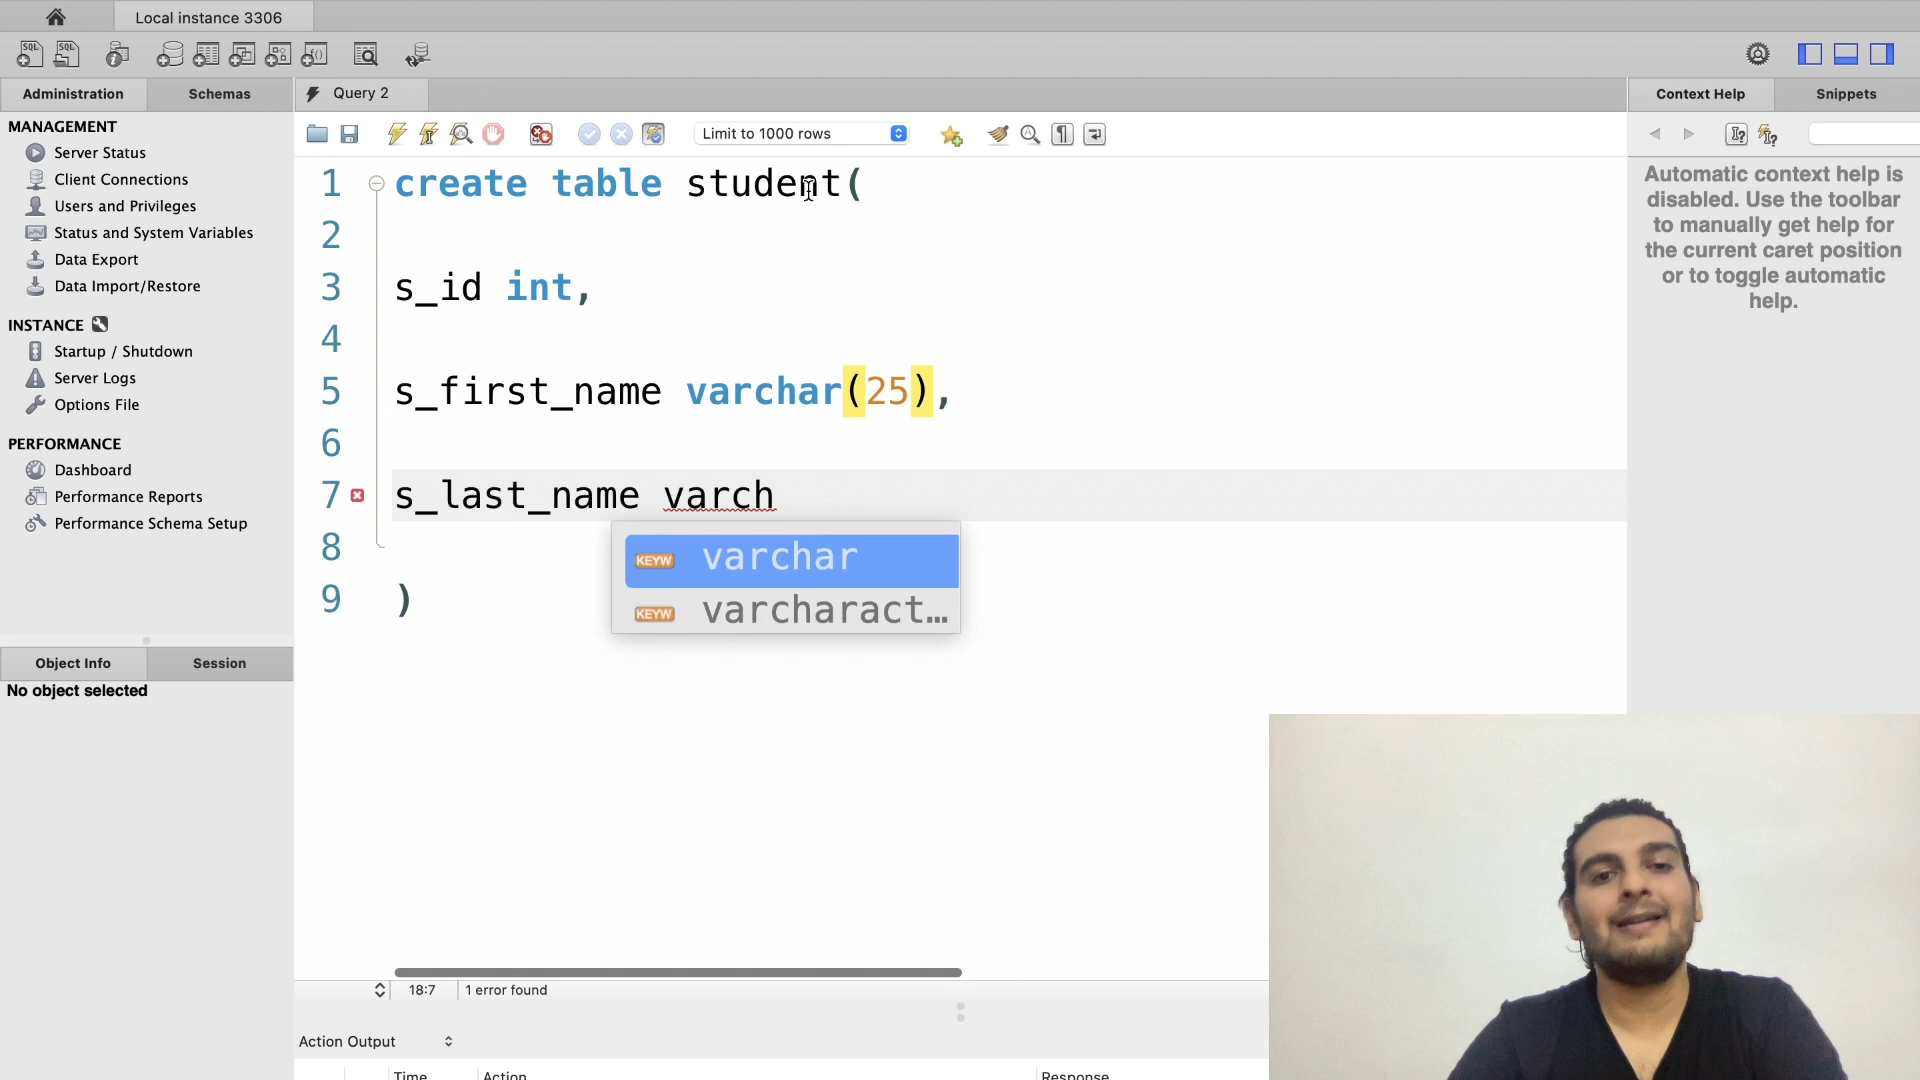 Local instance 3306
SQL
SQL
Administration
Schemas
Query 2
Context Help
Snippets
MANAGEMENT
Server Status
Client Connections
Users and Privileges
Status and System Variables
Data Export
Data Import/Restore
INSTANCE
Startup / Shutdown
Server Logs
Options File
PERFORMANCE
Dashboard
Performance Reports
Performance Schema Setup
Object Info
Session
No object selected
Limit to 1000 rows
1 create table student(
2
3 s_id int,
4
5 s_first_name varchar(25),
6
7 s_last_name varch
8
9 )
KEYW varchar
KEYW varcharact…
18:7
1 error found
Action Output
Time
Action
Response
Automatic context help is
disabled. Use the toolbar
to manually get help for
the current caret position
or to toggle automatic
help.